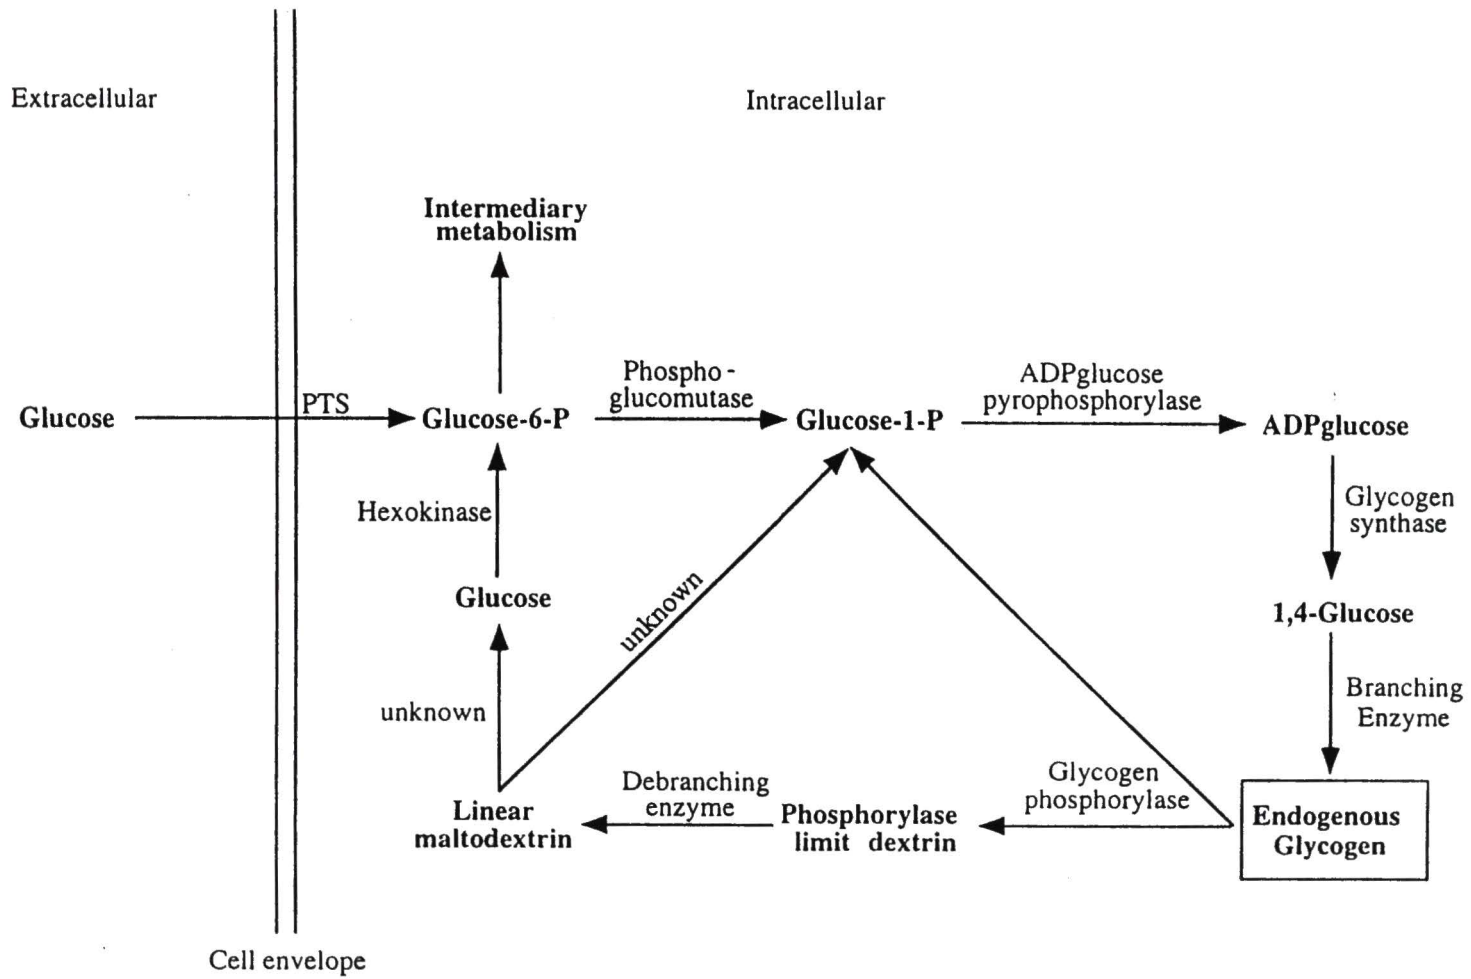 Extracellular
Intracellular
Intermediary
metabolism
Glucose
PTS
Glucose-6-P
Phospho -
glucomutase
Glucose-1-P
ADPglucose
pyrophosphorylase
ADPglucose
Hexokinase
Glycogen
synthase
Glucose
unknown
1,4-Glucose
unknown
Branching
Enzyme
Linear
maltodextrin
Debranching
enzyme
Phosphorylase
limit dextrin
Glycogen
phosphorylase
Endogenous
Glycogen
Cell envelope